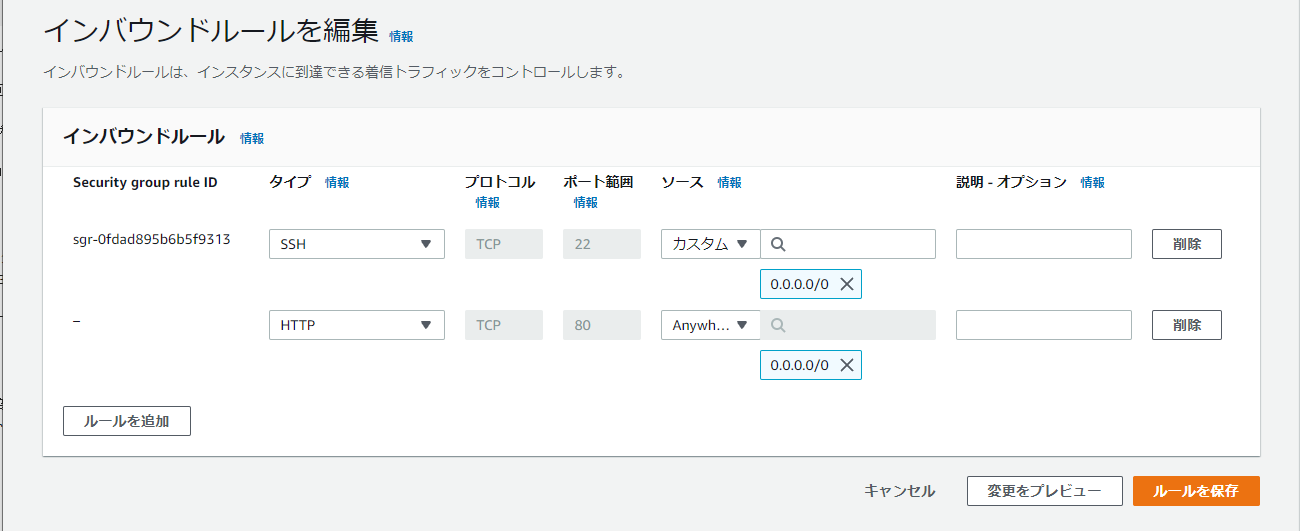 インバウンドルールを編集 情報
インバウンドルールは、インスタンスに到達できる着信トラフィックをコントロールします。
インバウンドルール 情報
Security group rule ID タイプ 情報 プロトコル 情報 ポート範囲 情報 ソース 情報 説明 - オプション 情報
sgr-0fdad895b6b5f9313 SSH TCP 22 カスタム 削除
0.0.0.0/0
– HTTP TCP 80 Anywh... 削除
0.0.0.0/0
ルールを追加
キャンセル 変更をプレビュー ルールを保存